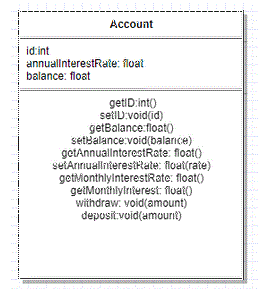 Account
id:int
annualInterestRate: float
balance: float
getID:int()
setID:void(id)
getBalance:float()
setBalance:void(balance)
getAnnualInterestRate: float()
setAnnualInterestRate: float(rate)
getMonthlyInterestRate: float()
getMonthlyInterest: float()
withdraw: void(amount)
deposit:void(amount)